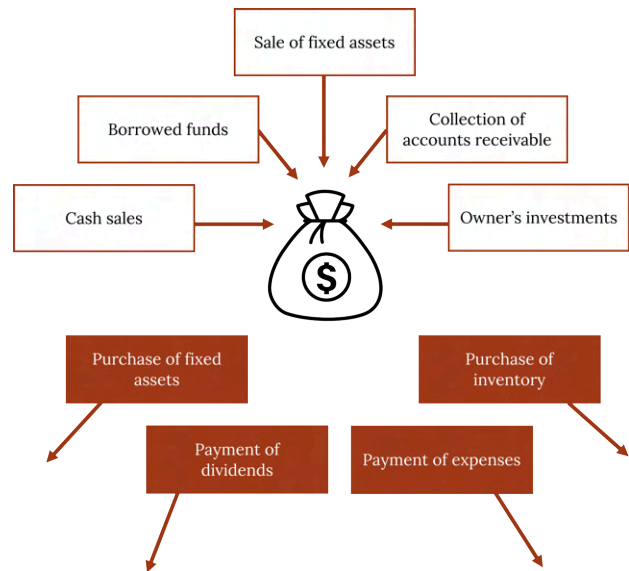 Sale of fixed assets
Borrowed funds
Collection of
accounts receivable
Cash sales
Owner’s investments
$
Purchase of fixed
assets
Purchase of
inventory
Payment of
dividends
Payment of expenses